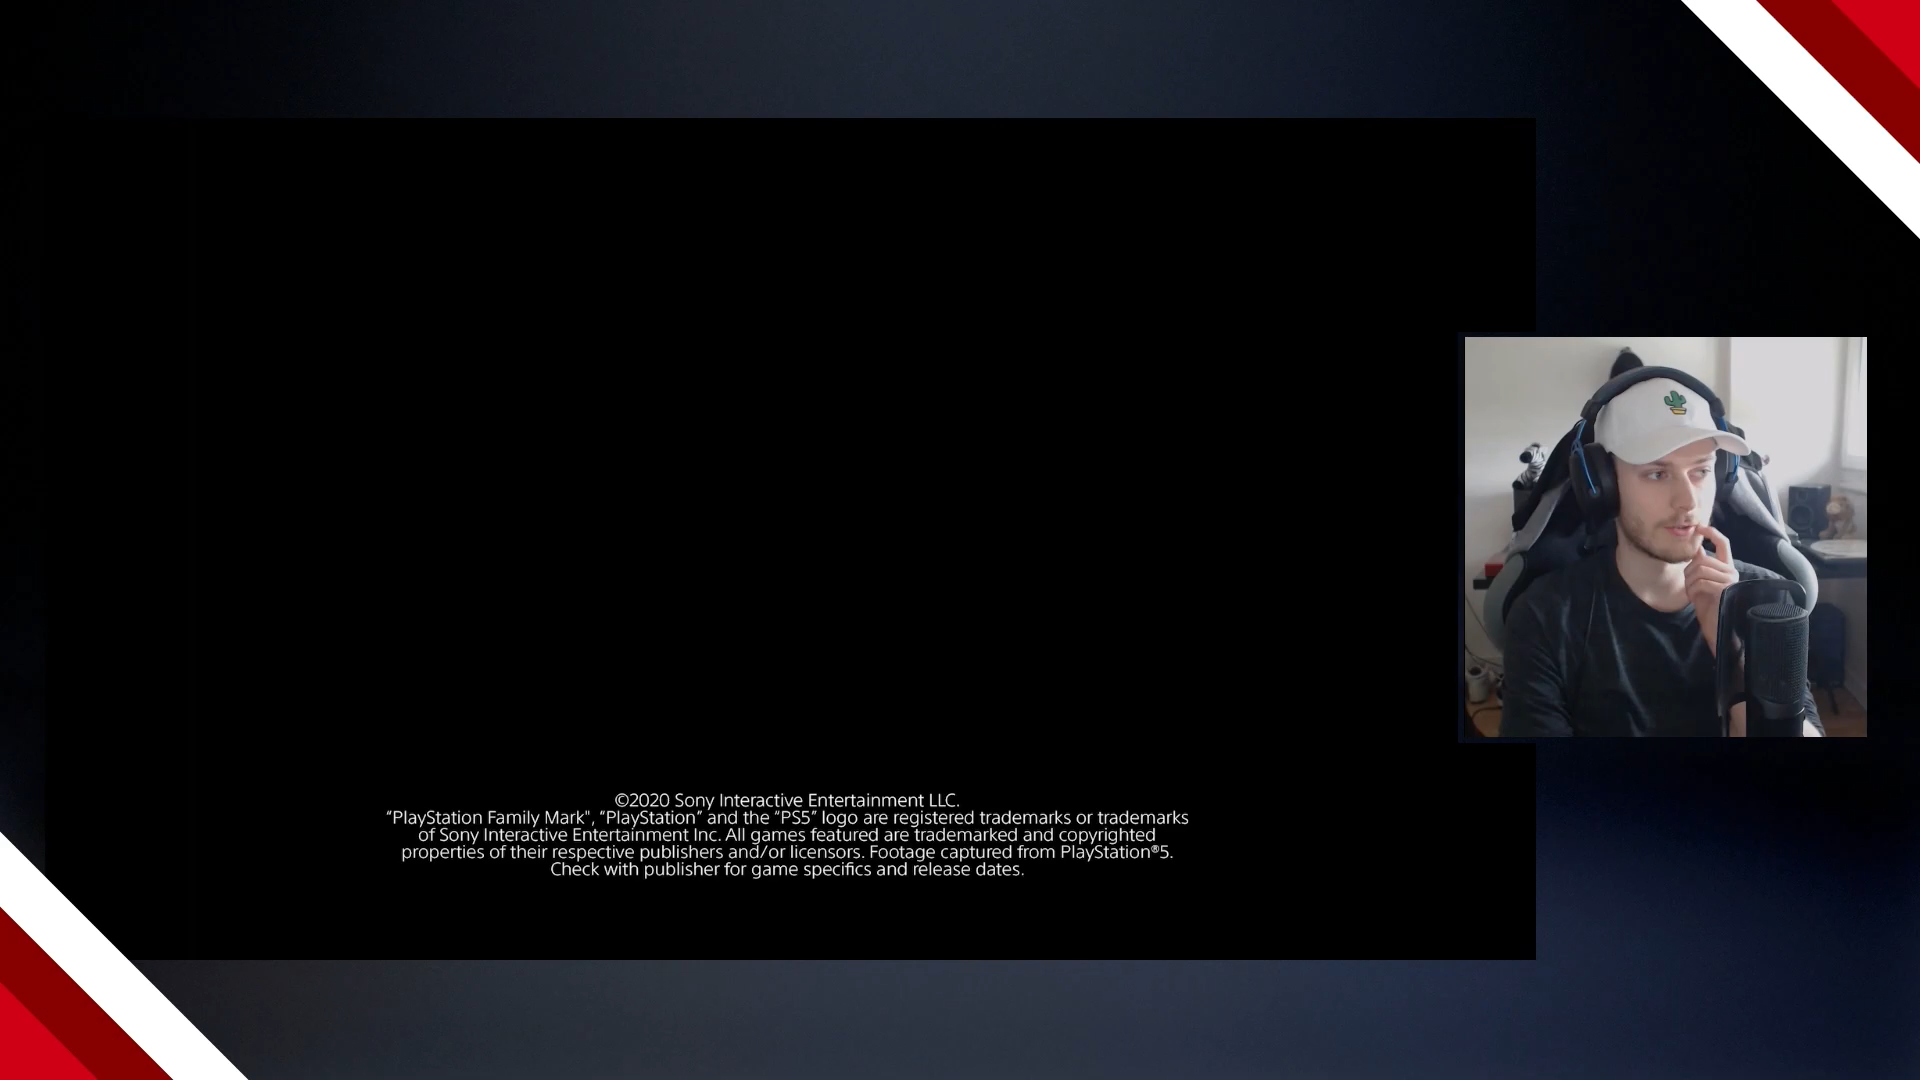 ©2020 Sony Interactive Entertainment LLC.
“PlayStation Family Mark", “PlayStation” and the “PS5” logo are registered trademarks or trademarks
of Sony Interactive Entertainment Inc. All games featured are trademarked and copyrighted
properties of their respective publishers and/or licensors. Footage captured from PlayStation®5.
Check with publisher for game specifics and release dates.